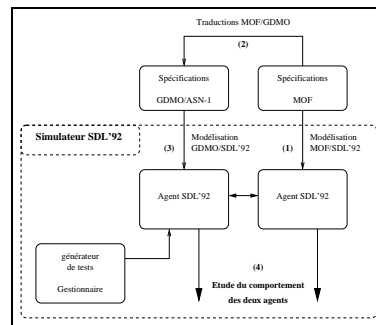 Traductions MOF/GDMO
(2)
Spécifications
GDMO/ASN-1
Spécifications
MOF
Simulateur SDL'92
(3)
Modélisation
GDMO/SDL'92
(1)
Modélisation
MOF/SDL'92
Agent SDL'92
Agent SDL'92
générateur
de tests
Gestionnaire
(4)
Etude du comportement
des deux agents